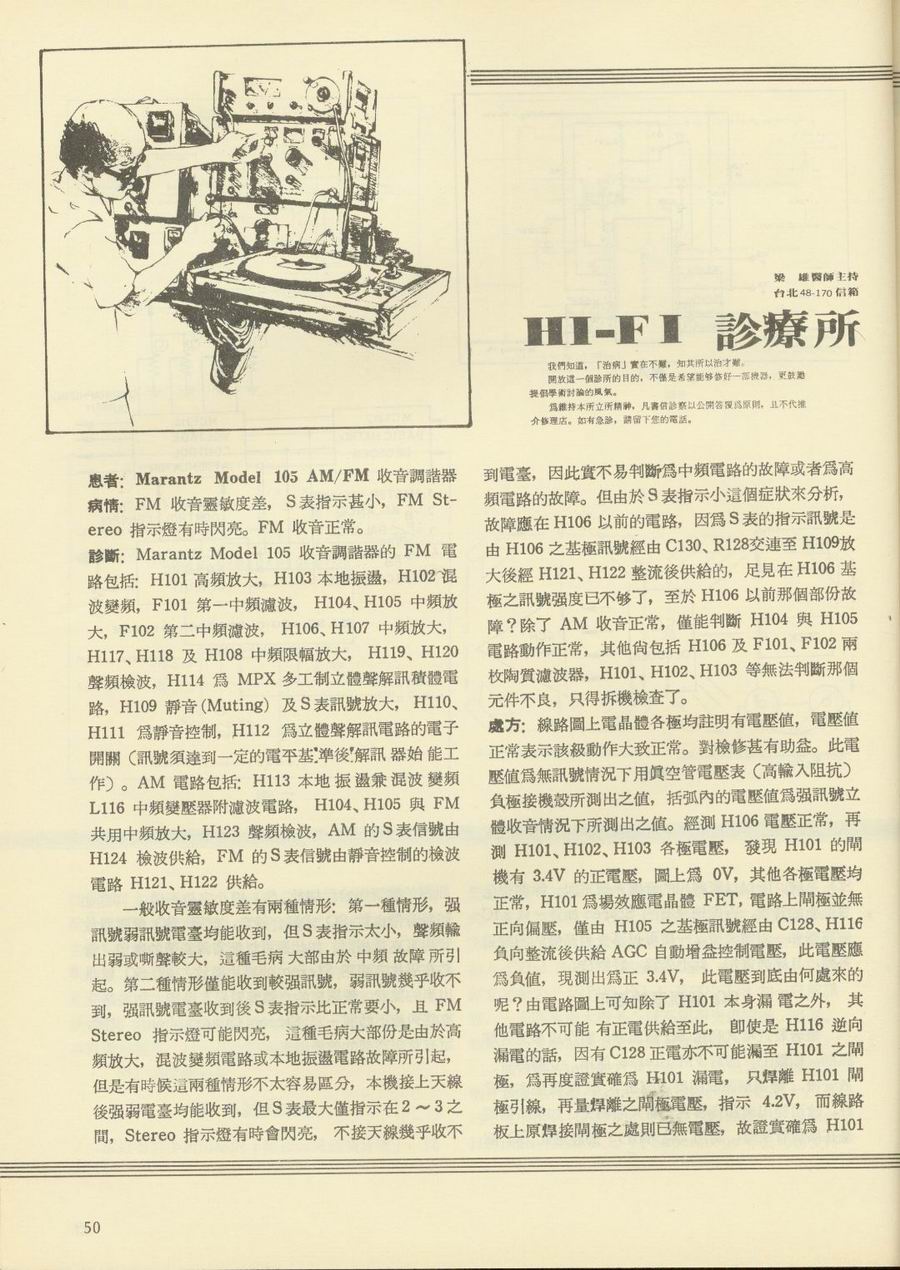 梁　雄醫師主持
台北48-170信箱
HI-FI 診療所
我們知道，「治病」實在不難，知其所以治才難。
開放這一個診所的目的，不僅是希望能够修好一部機器，更鼓勵
提倡學術討論的風氣。
爲維持本所立所精神，凡書信診察以公開答覆爲原則，且不代推
介修理店。如有急診，請留下您的電話。
患者：Marantz Model 105 AM/FM 收音調諧器
病情：FM 收音靈敏度差，S表指示甚小，FM St-
ereo 指示燈有時閃亮。FM 收音正常。
診斷：Marantz Model 105 收音調諧器的 FM 電
路包括：H101 高頻放大，H103 本地振盪，H102 混
波變頻，F101 第一中頻濾波，H104、H105 中頻放
大，F102 第二中頻濾波，H106、H107 中頻放大，
H117、H118 及 H108 中頻限幅放大，H119、H120
聲頻檢波，H114 爲 MPX 多工制立體聲解訊積體電
路，H109 靜音(Muting) 及S表訊號放大，H110、
H111 爲靜音控制，H112 爲立體聲解訊電路的電子
開關（訊號須達到一定的電平基準後解訊器始能工
作）。AM 電路包括：H113 本地振盪兼混波變頻
L116 中頻變壓器附濾波電路，H104、H105 與 FM
共用中頻放大，H123 聲頻檢波，AM 的S表信號由
H124 檢波供給，FM 的S表信號由靜音控制的檢波
電路 H121、H122 供給。
一般收音靈敏度差有兩種情形：第一種情形，强
訊號弱訊號電臺均能收到，但S表指示太小，聲頻輸
出弱或嘶聲較大，這種毛病大部由於中頻故障所引
起。第二種情形僅能收到較强訊號，弱訊號幾乎收不
到，强訊號電臺收到後S表指示比正常要小，且 FM
Stereo 指示燈可能閃亮，這種毛病大部份是由於高
頻放大，混波變頻電路或本地振盪電路故障所引起，
但是有時候這兩種情形不太容易區分，本機接上天線
後强弱電臺均能收到，但S表最大僅指示在2～3之
間，Stereo 指示燈有時會閃亮，不接天線幾乎收不
到電臺，因此實不易判斷爲中頻電路的故障或者爲高
頻電路的故障。但由於S表指示小這個症狀來分析，
故障應在 H106 以前的電路，因爲S表的指示訊號是
由 H106 之基極訊號經由 C130、R128交連至 H109放
大後經 H121、H122 整流後供給的，足見在 H106 基
極之訊號强度已不够了，至於 H106 以前那個部份故
障？除了 AM 收音正常，僅能判斷 H104 與 H105
電路動作正常，其他尙包括 H106 及 F101、F102 兩
枚陶質濾波器，H101、H102、H103 等無法判斷那個
元件不良，只得拆機檢查了。
處方：線路圖上電晶體各極均註明有電壓值，電壓值
正常表示該級動作大致正常。對檢修甚有助益。此電
壓值爲無訊號情況下用眞空管電壓表（高輸入阻抗）
負極接機殼所測出之值，括弧內的電壓值爲强訊號立
體收音情況下所測出之值。經測 H106 電壓正常，再
測 H101、H102、H103 各極電壓，發現 H101 的閘
機有 3.4V 的正電壓，圖上爲 0V，其他各極電壓均
正常，H101 爲場效應電晶體 FET，電路上閘極並無
正向偏壓，僅由 H105 之基極訊號經由 C128、H116
負向整流後供給 AGC 自動增益控制電壓，此電壓應
爲負值，現測出爲正 3.4V，此電壓到底由何處來的
呢？由電路圖上可知除了 H101 本身漏電之外，其
他電路不可能有正電供給至此，卽使是 H116 逆向
漏電的話，因有C128正電亦不可能漏至 H101 之閘
極，爲再度證實確爲 H101 漏電，只焊離 H101 閘
極引線，再量焊離之閘極電壓，指示 4.2V，而線路
板上原焊接閘極之處則已無電壓，故證實確爲 H101
50